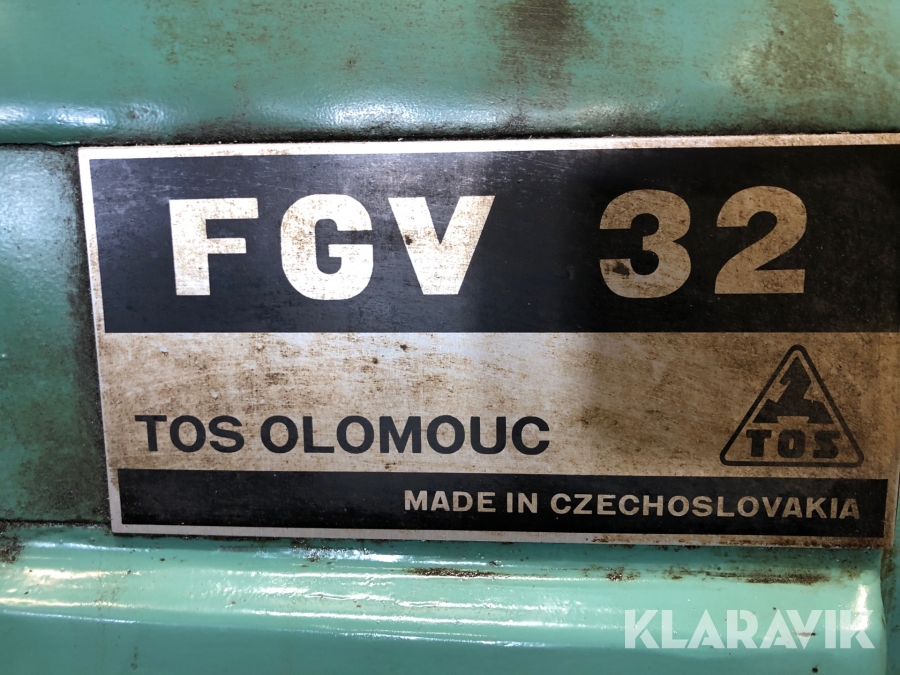 FGV 32
TOS OLOMOUC
TOS
MADE IN CZECHOSLOVAKIA
KLARAVIK